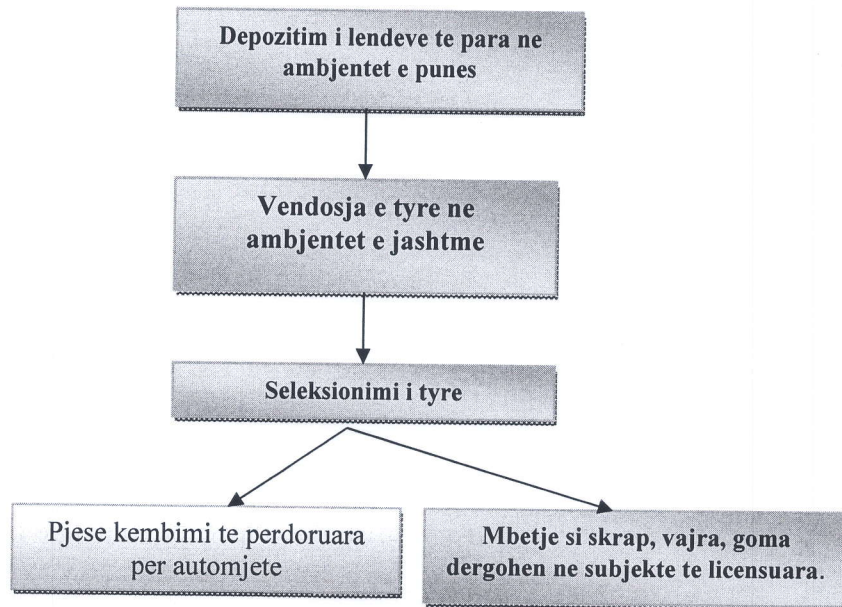 Depozitim i lendeve te para ne
ambjentet e punes
Vendosja e tyre ne
ambjentet e jashtme
Seleksionimi i tyre
Pjese kembimi te perdoruara
per automjete
Mbetje si skrap, vajra, goma
dergohen ne subjekte te licensuara.